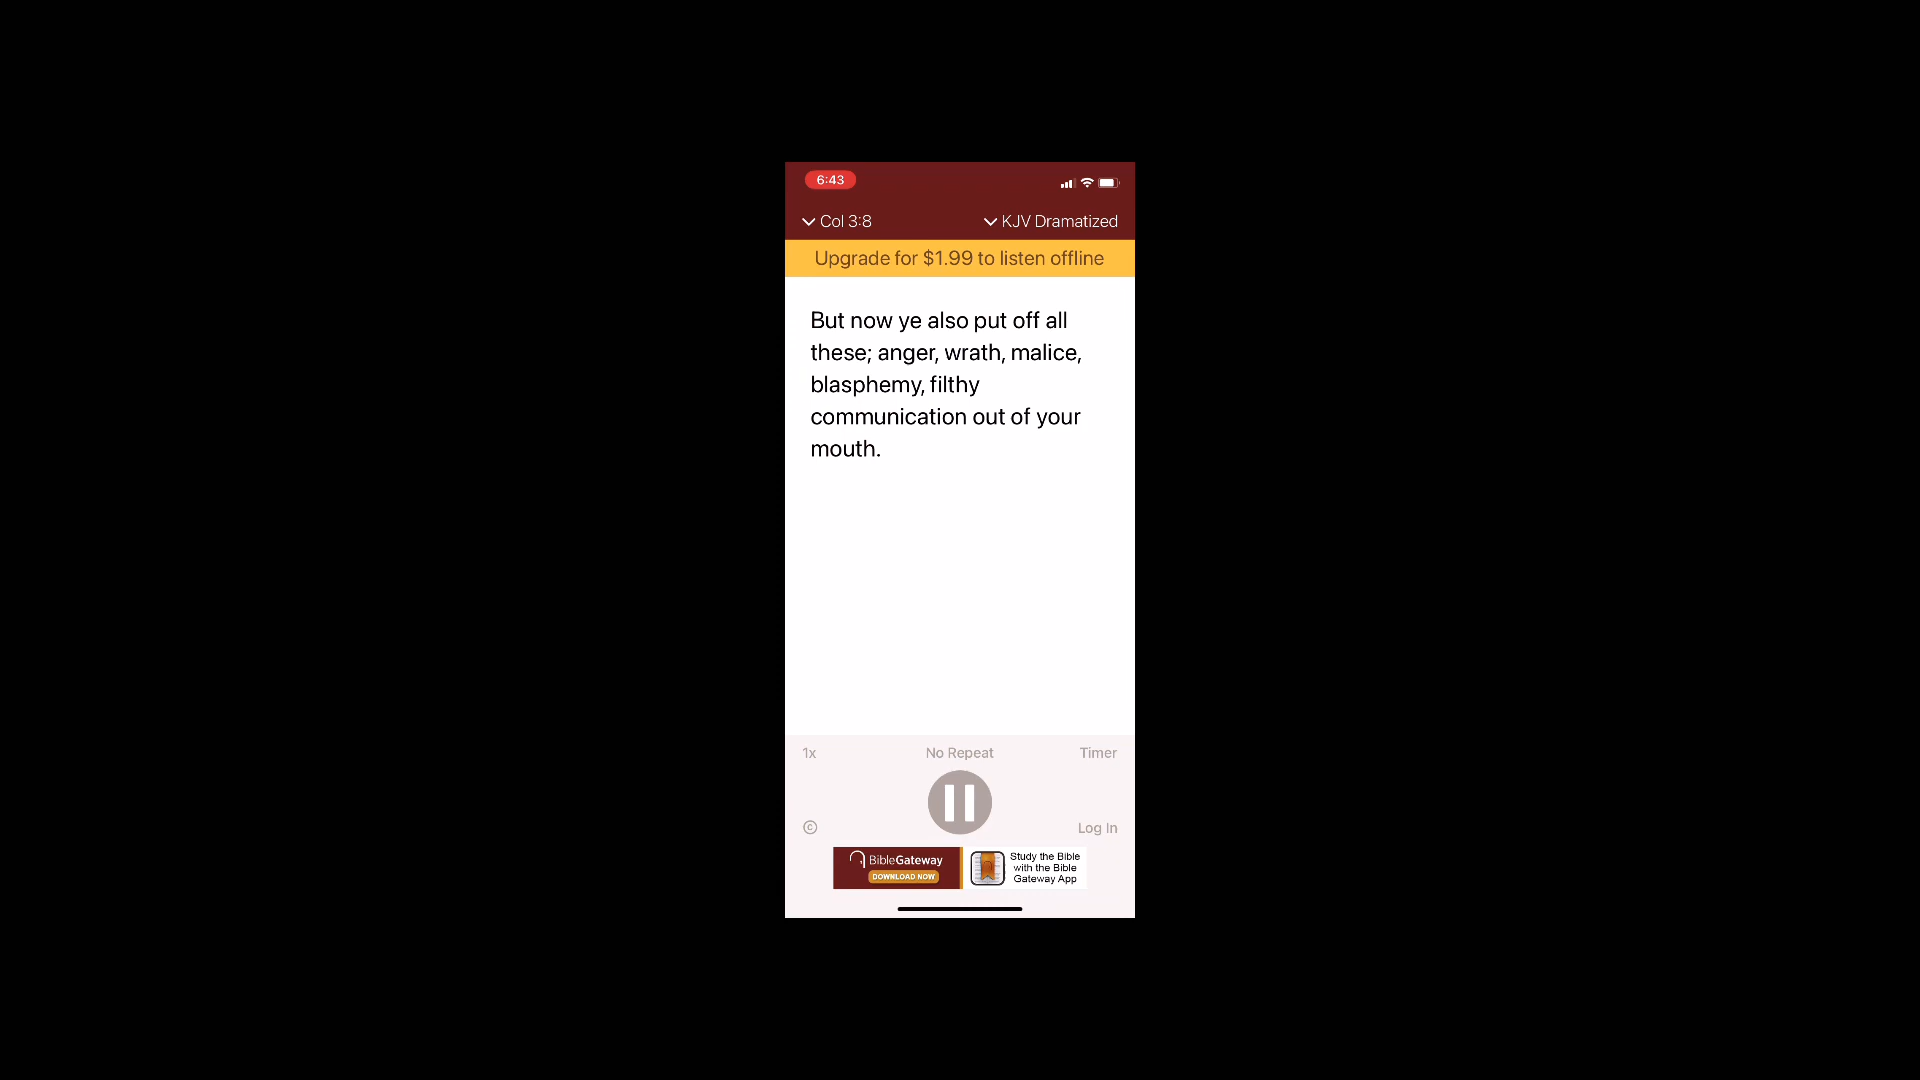 6:43
Col 3:8
KJV Dramatized
Upgrade for $1.99 to listen offline
But now ye also put off all
these; anger, wrath, malice,
blasphemy, filthy
communication out of your
mouth.
1x
No Repeat
Timer
©
Log In
BibleGateway
DOWNLOAD NOW
Study the Bible
with the Bible
Gateway App